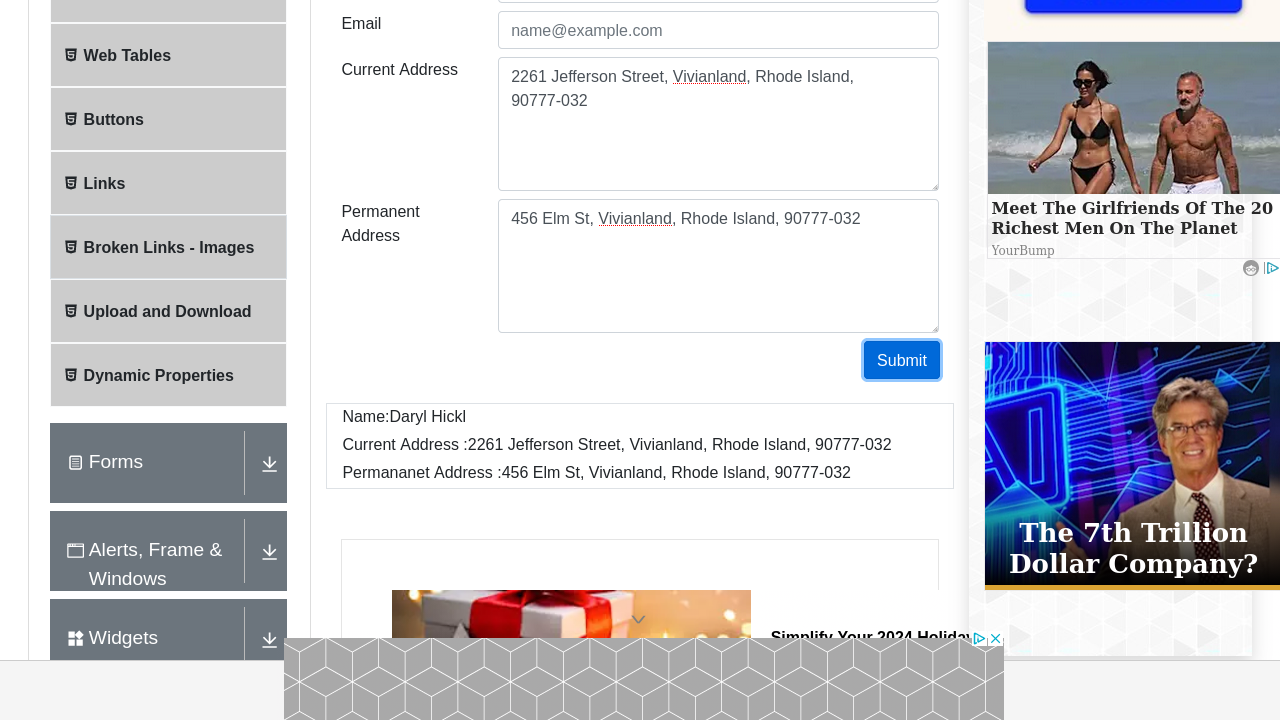 Web Tables
Buttons
Links
Broken Links - Images
Upload and Download
Dynamic Properties
Forms
Alerts, Frame &
Windows
Widgets
Email
name@example.com
Current Address
2261 Jefferson Street, Vivianland, Rhode Island,
90777-032
Permanent
Address
456 Elm St, Vivianland, Rhode Island, 90777-032
Submit
Name:Daryl Hickl
Current Address :2261 Jefferson Street, Vivianland, Rhode Island, 90777-032
Permananet Address :456 Elm St, Vivianland, Rhode Island, 90777-032
Simplify Your 2024 Holiday
Meet The Girlfriends Of The 20
Richest Men On The Planet
YourBump
The 7th Trillion
Dollar Company?